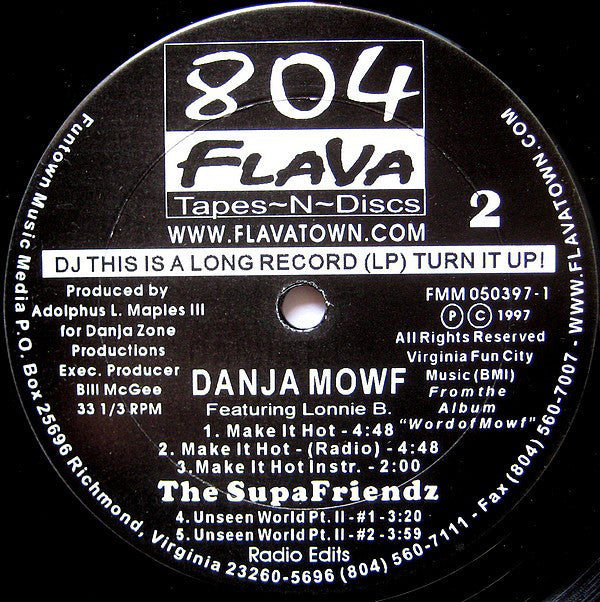 804
FLAVA
Tapes~N~Discs
2
WWW.FLAVATOWN.COM
DJ THIS IS A LONG RECORD (LP) TURN IT UP!
Produced by
Adolphus L. Maples III
for Danja Zone
Productions
Exec. Producer
Bill McGee
33 1/3 RPM
FMM 050397-1
Ⓟ Ⓒ 1997
All Rights Reserved
Virginia Fun City
Music (BMI)
From the
Album
"Word of Mowf"
DANJA MOWF
Featuring Lonnie B.
1. Make It Hot - 4:48
2. Make It Hot - (Radio) - 4:48
3. Make It Hot Instr. - 2:00
The SupaFriendz
4. Unseen World Pt. II - #1 - 3:20
5. Unseen World Pt. II - #2 - 3:59
Radio Edits
Funtown Music Media P.O. Box 25696 Richmond, Virginia 23260-5696 (804) 560-7111 - Fax (804) 560-7007 - WWW.FLAVATOWN.COM